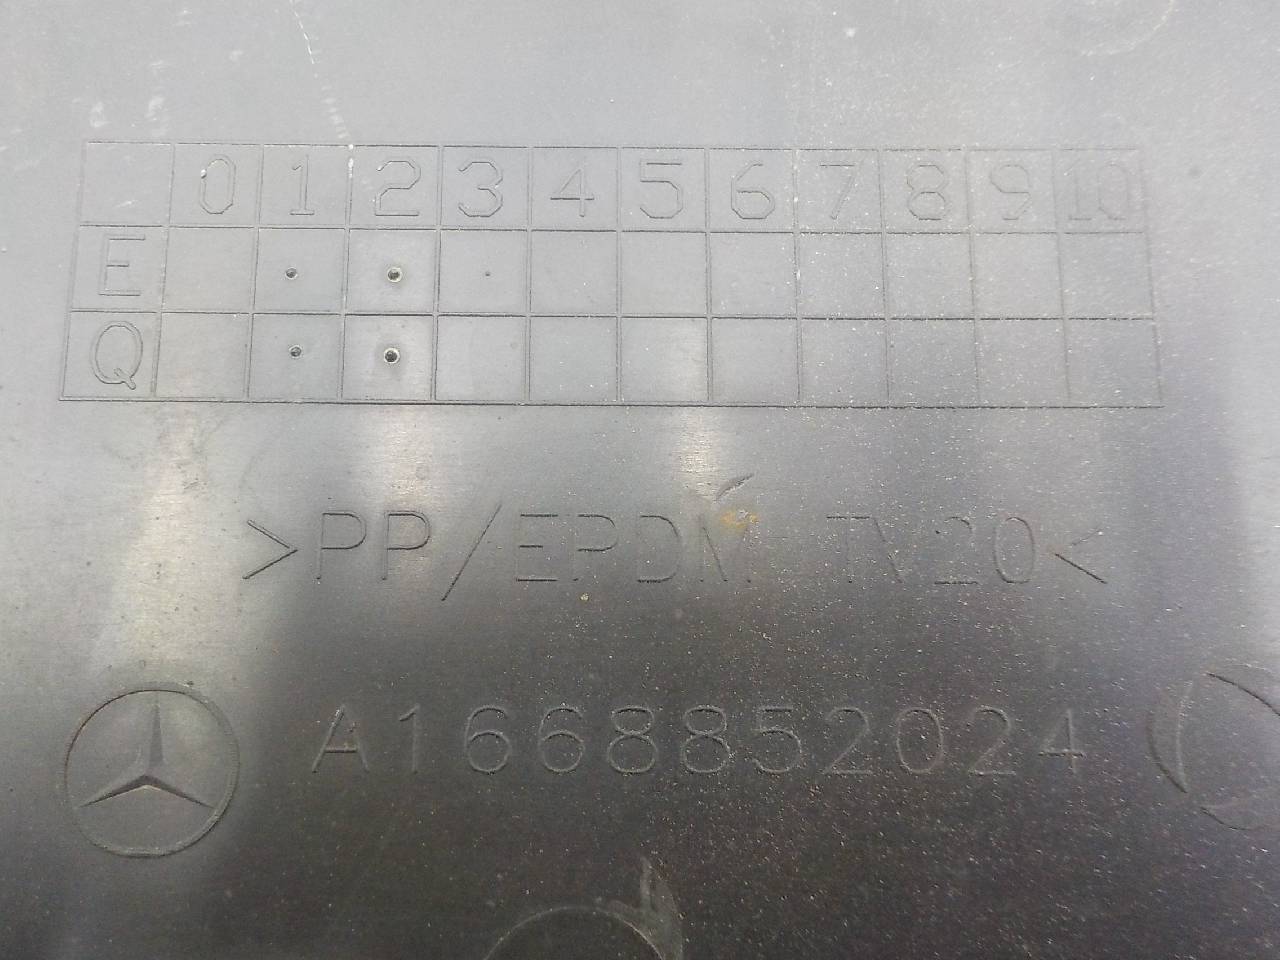 0 1 2 3 4 5 6 7 8 9 10
E
Q
>PP/EPDM-TV20<
A1668852024